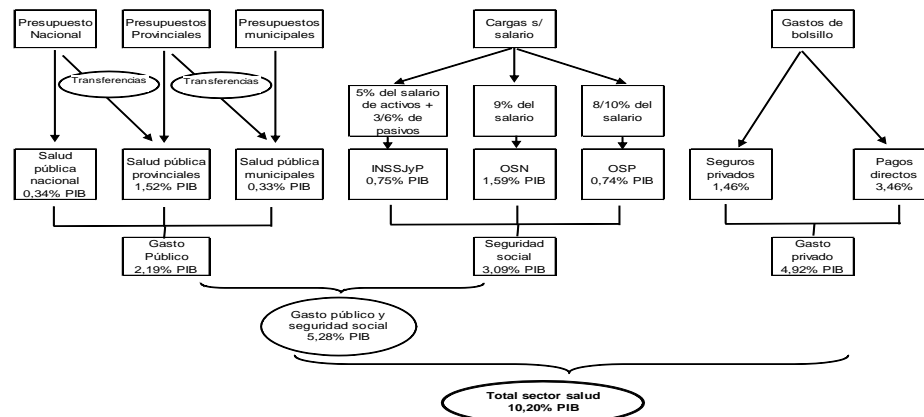 Presupuesto
Nacional
Presupuestos
Provinciales
Presupuestos
municipales
Cargas s/
salario
Gastos de
bolsillo
Transferencias
Transferencias
5% del salario
de activos +
3/6% de
pasivos
9% del
salario
8/10% del
salario
Salud
pública
nacional
0,34% PIB
Salud pública
provinciales
1,52% PIB
Salud pública
municipales
0,33% PIB
INSSJyP
0,75% PIB
OSN
1,59% PIB
OSP
0,74% PIB
Seguros
privados
1,46%
Pagos
directos
3,46%
Gasto
Público
2,19% PIB
Seguridad
social
3,09% PIB
Gasto
privado
4,92% PIB
Gasto público y
seguridad social
5,28% PIB
Total sector salud
10,20% PIB